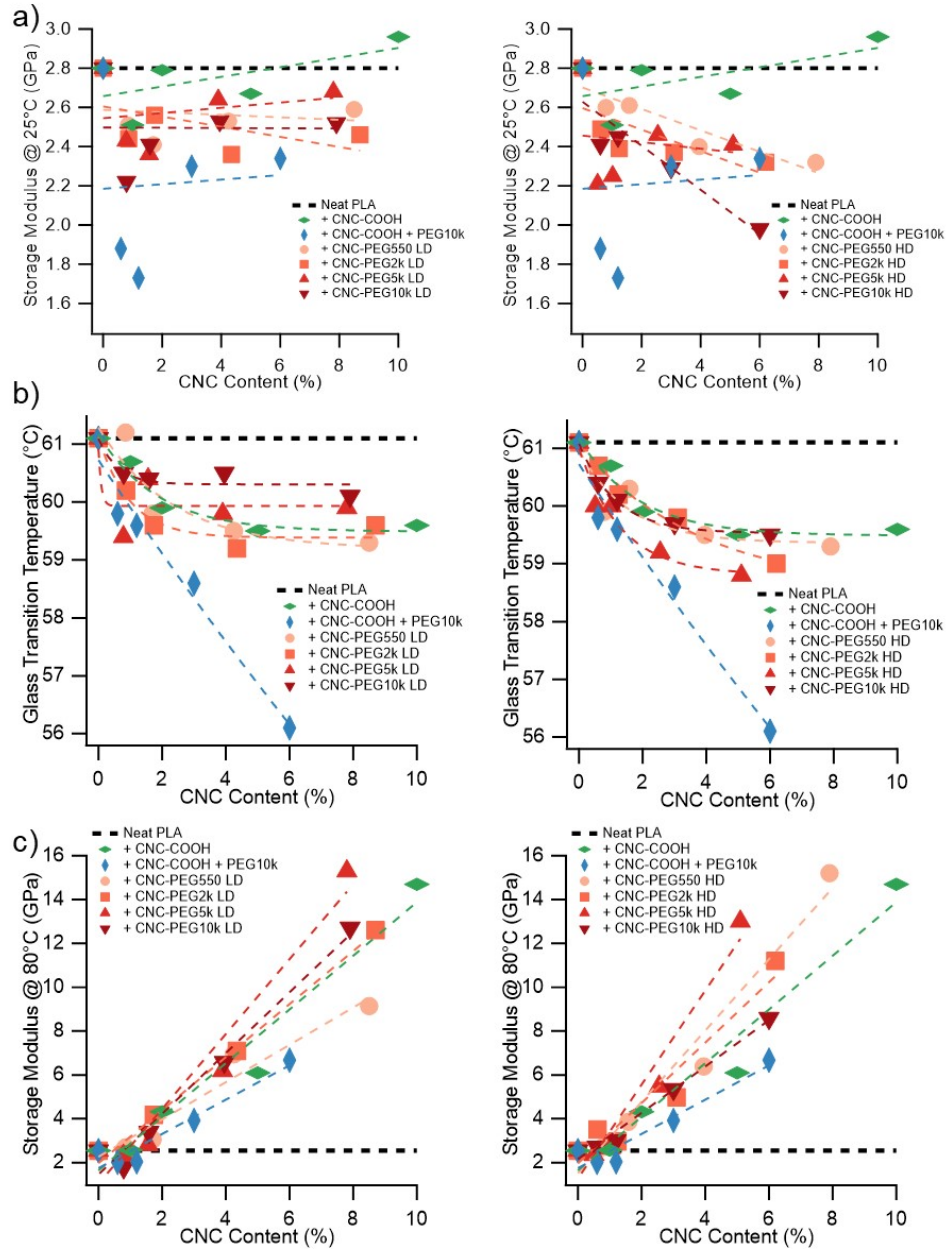 a)
Storage Modulus @ 25°C (GPa)
3.0
2.8
2.6
2.4
2.2
2.0
1.8
1.6
Neat PLA
+ CNC-COOH
+ CNC-COOH + PEG10k
+ CNC-PEG550 LD
+ CNC-PEG2k LD
+ CNC-PEG5k LD
+ CNC-PEG10k LD
0 2 4 6 8 10
CNC Content (%)
Storage Modulus @ 25°C (GPa)
3.0
2.8
2.6
2.4
2.2
2.0
1.8
1.6
Neat PLA
+ CNC-COOH
+ CNC-COOH + PEG10k
+ CNC-PEG550 HD
+ CNC-PEG2k HD
+ CNC-PEG5k HD
+ CNC-PEG10k HD
0 2 4 6 8 10
CNC Content (%)
b)
Glass Transition Temperature (°C)
61
60
59
58
57
56
Neat PLA
+ CNC-COOH
+ CNC-COOH + PEG10k
+ CNC-PEG550 LD
+ CNC-PEG2k LD
+ CNC-PEG5k LD
+ CNC-PEG10k LD
0 2 4 6 8 10
CNC Content (%)
Glass Transition Temperature (°C)
61
60
59
58
57
56
Neat PLA
+ CNC-COOH
+ CNC-COOH + PEG10k
+ CNC-PEG550 HD
+ CNC-PEG2k HD
+ CNC-PEG5k HD
+ CNC-PEG10k HD
0 2 4 6 8 10
CNC Content (%)
c)
Storage Modulus @ 80°C (GPa)
Neat PLA
+ CNC-COOH
+ CNC-COOH + PEG10k
+ CNC-PEG550 LD
+ CNC-PEG2k LD
+ CNC-PEG5k LD
+ CNC-PEG10k LD
16
14
12
10
8
6
4
2
0 2 4 6 8 10
CNC Content (%)
Storage Modulus @ 80°C (GPa)
Neat PLA
+ CNC-COOH
+ CNC-COOH + PEG10k
+ CNC-PEG550 HD
+ CNC-PEG2k HD
+ CNC-PEG5k HD
+ CNC-PEG10k HD
16
14
12
10
8
6
4
2
0 2 4 6 8 10
CNC Content (%)